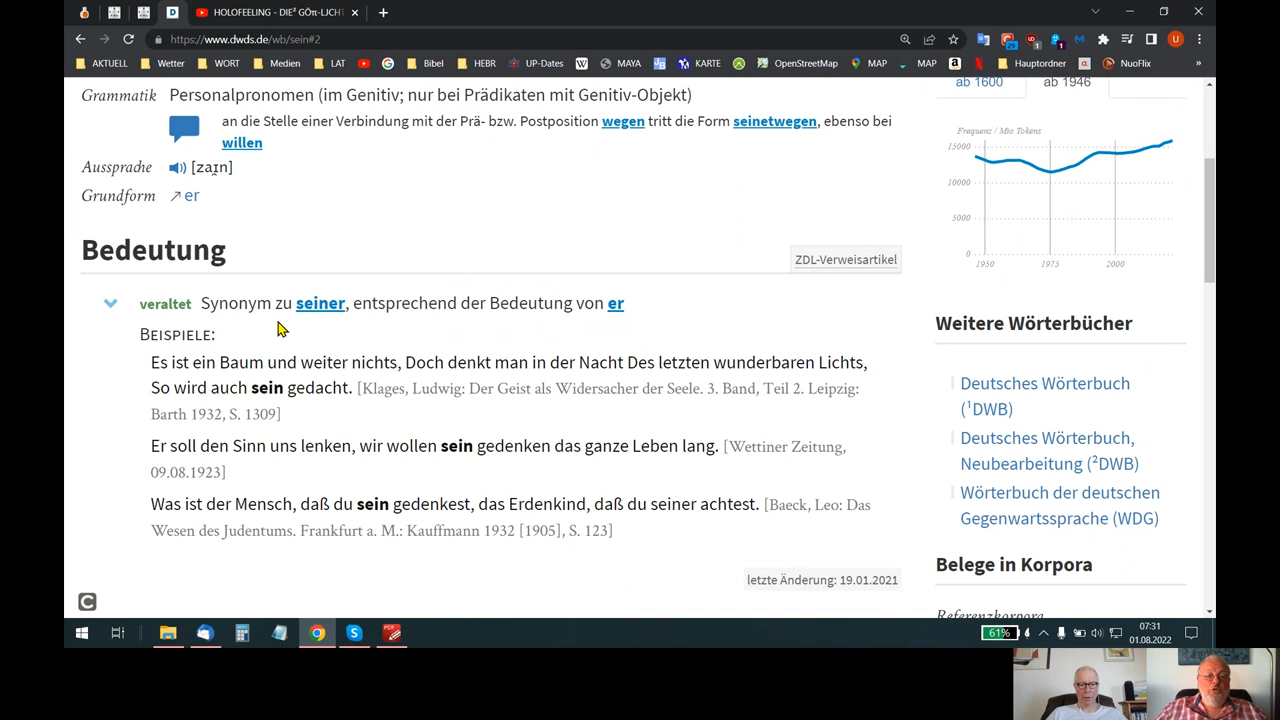 HOLOFEELING - DIE² GÖπ-LJCHT
https://www.dwds.de/wb/sein#2
AKTUELL Wetter WORT Medien LAT Bibel HEBR UP-Dates MAYA KARTE OpenStreetMap MAP MAP Hauptordner NuoFlix »
Grammatik Personalpronomen (im Genitiv; nur bei Prädikaten mit Genitiv-Objekt)
an die Stelle einer Verbindung mit der Prä- bzw. Postposition wegen tritt die Form seinetwegen, ebenso bei
willen
Aussprache [zaɪ̯n]
Grundform ↗ er
Bedeutung
ZDL-Verweisartikel
veraltet Synonym zu seiner, entsprechend der Bedeutung von er
BEISPIELE:
Es ist ein Baum und weiter nichts, Doch denkt man in der Nacht Des letzten wunderbaren Lichts,
So wird auch sein gedacht. [Klages, Ludwig: Der Geist als Widersacher der Seele. 3. Band, Teil 2. Leipzig:
Barth 1932, S. 1309]
Er soll den Sinn uns lenken, wir wollen sein gedenken das ganze Leben lang. [Wettiner Zeitung,
09.08.1923]
Was ist der Mensch, daß du sein gedenkest, das Erdenkind, daß du seiner achtest. [Baeck, Leo: Das
Wesen des Judentums. Frankfurt a. M.: Kauffmann 1932 [1905], S. 123]
letzte Änderung: 19.01.2021
ab 1600 ab 1946
Frequenz / Mio Tokens
15000
10000
5000
0
1950 1975 2000
Weitere Wörterbücher
Deutsches Wörterbuch
(¹DWB)
Deutsches Wörterbuch,
Neubearbeitung (²DWB)
Wörterbuch der deutschen
Gegenwartssprache (WDG)
Belege in Korpora
Referenzkorpora
61%
07:31
01.08.2022